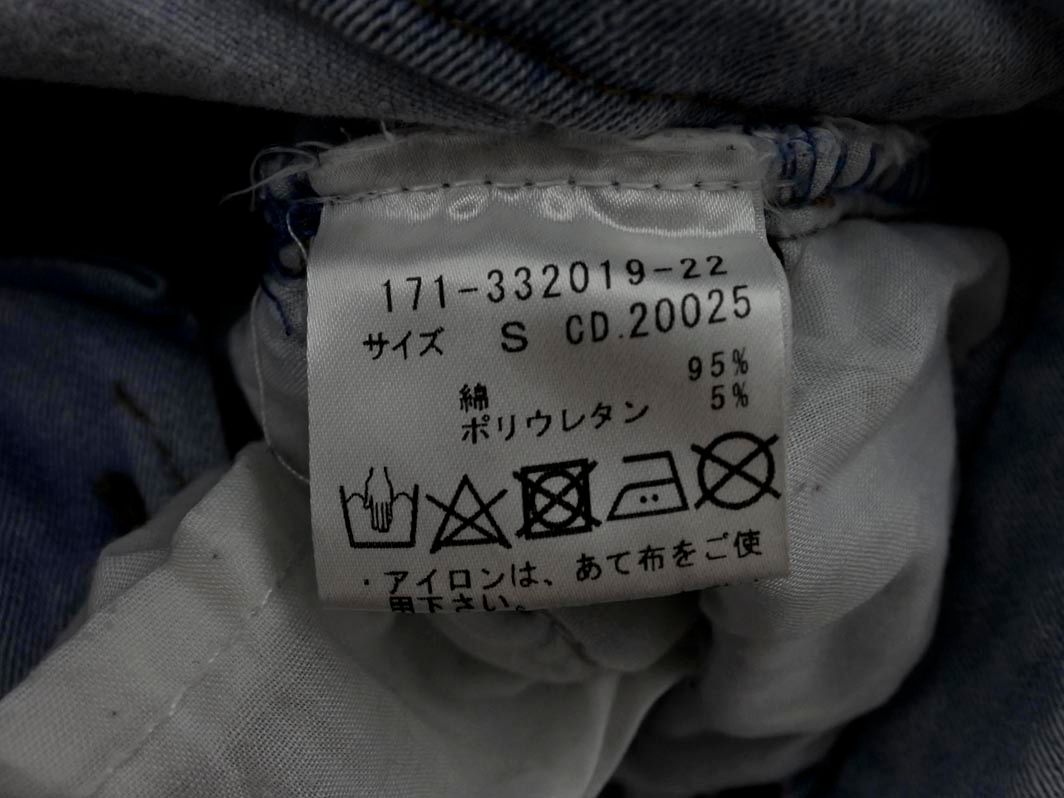 171-332019-22
サイズ S CD.20025
綿 95%
ポリウレタン 5%
・アイロンは、あて布をご使
用下さい。